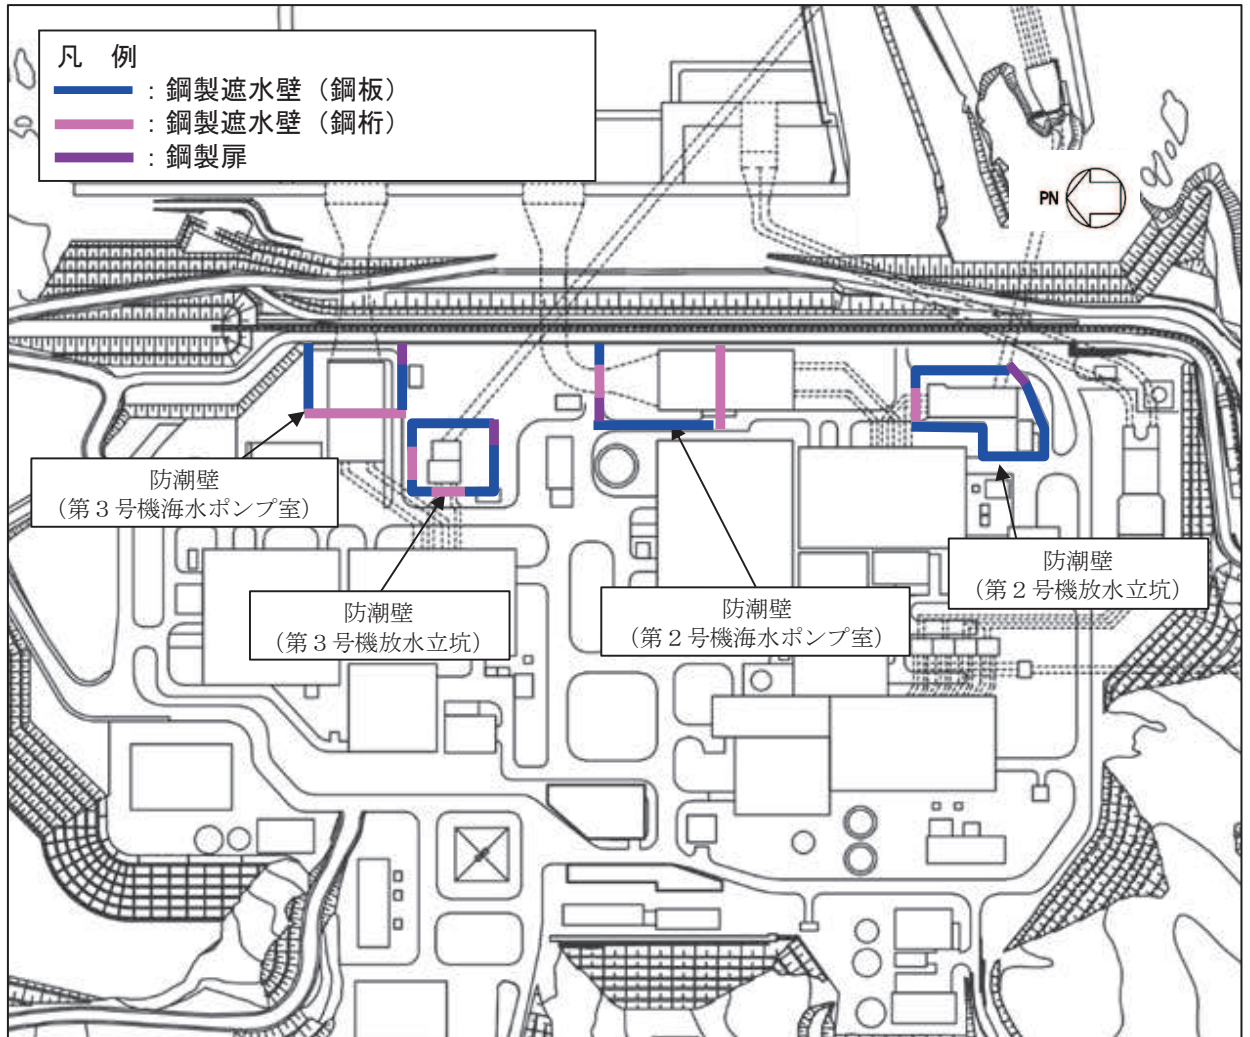 凡　例
：鋼製遮水壁（鋼板）
：鋼製遮水壁（鋼桁）
：鋼製扉
PN
防潮壁
（第３号機海水ポンプ室）
防潮壁
（第３号機放水立坑）
防潮壁
（第２号機海水ポンプ室）
防潮壁
（第２号機放水立坑）